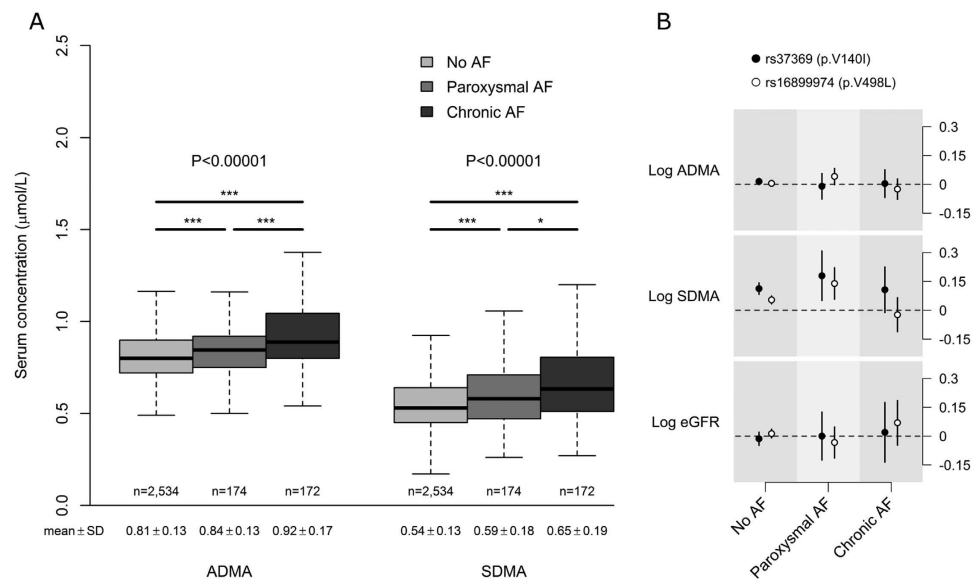 A
B
2.5
2.0
1.5
1.0
0.5
0.0
Serum concentration (μmol/L)
No AF
Paroxysmal AF
Chronic AF
P<0.00001
P<0.00001
***
***
***
***
***
*
n=2,534
n=174
n=172
n=2,534
n=174
n=172
mean±SD
0.81±0.13
0.84±0.13
0.92±0.17
0.54±0.13
0.59±0.18
0.65±0.19
ADMA
SDMA
rs37369 (p.V140I)
rs16899974 (p.V498L)
Log ADMA
0.3
0.15
0
-0.15
Log SDMA
0.3
0.15
0
-0.15
Log eGFR
0.3
0.15
0
-0.15
No AF
Paroxysmal AF
Chronic AF